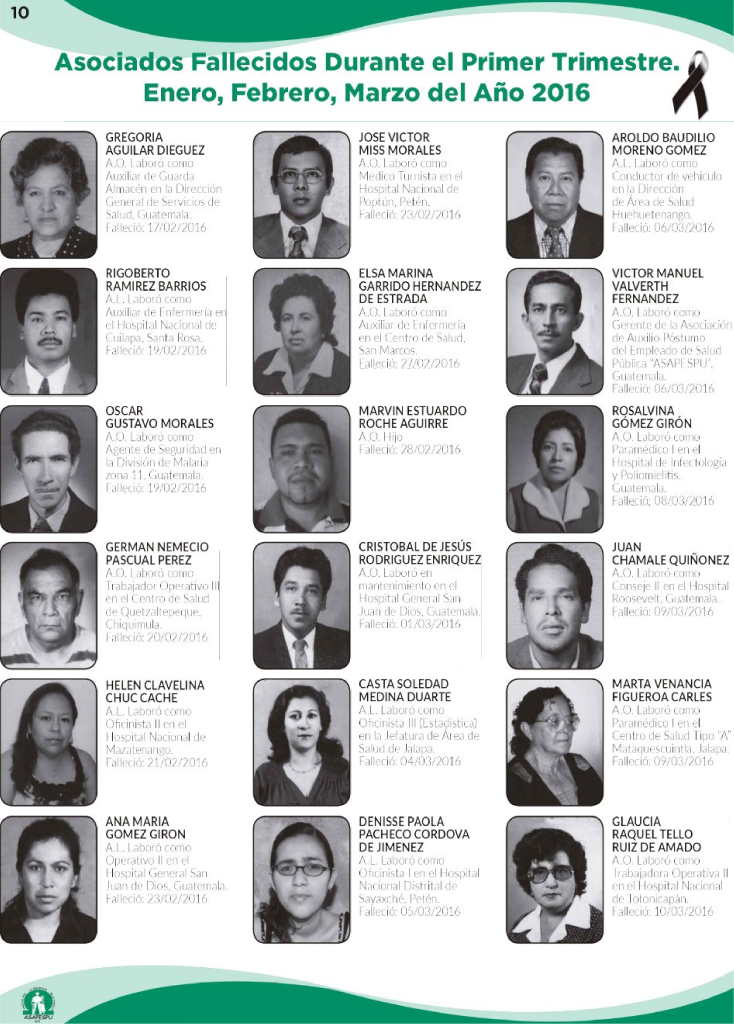 10
Asociados Fallecidos Durante el Primer Trimestre.
Enero, Febrero, Marzo del Año 2016
GREGORIA
AGUILAR DIEGUEZ
A.O. Laboró como
Auxiliar de Guarda
Almacén en la Dirección
General de Servicios de
Salud, Guatemala.
Falleció: 17/02/2016
RIGOBERTO
RAMIREZ BARRIOS
A.L. Laboró como
Auxiliar de Enfermería en
el Hospital Nacional de
Cuilapa, Santa Rosa.
Falleció: 19/02/2016
OSCAR
GUSTAVO MORALES
A.O. Laboró como
Agente de Seguridad en
la División de Malaria
zona 11, Guatemala.
Falleció: 19/02/2016
GERMAN NEMECIO
PASCUAL PEREZ
A.O. Laboró como
Trabajador Operativo III
en el Centro de Salud
de Quetzaltepeque,
Chiquimula.
Falleció: 20/02/2016
HELEN CLAVELINA
CHUC CACHE
A.L. Laboró como
Oficinista II en el
Hospital Nacional de
Mazatenango.
Falleció: 21/02/2016
ANA MARIA
GOMEZ GIRON
A.L. Laboró como
Operativo II en el
Hospital General San
Juan de Dios, Guatemala.
Falleció: 23/02/2016
JOSE VICTOR
MISS MORALES
A.O. Laboró como
Medico Turnista en el
Hospital Nacional de
Poptún, Petén.
Falleció: 23/02/2016
ELSA MARINA
GARRIDO HERNANDEZ
DE ESTRADA
A.O. Laboró como
Auxiliar de Enfermería
en el Centro de Salud,
San Marcos.
Falleció: 27/02/2016
MARVIN ESTUARDO
ROCHE AGUIRRE
A.O. Hijo
Falleció: 28/02/2016
CRISTOBAL DE JESÚS
RODRIGUEZ ENRIQUEZ
A.O. Laboró en
mantenimiento en el
Hospital General San
Juan de Dios, Guatemala.
Falleció: 01/03/2016
CASTA SOLEDAD
MEDINA DUARTE
A.L. Laboró como
Oficinista III (Estadística)
en la Jefatura de Área de
Salud de Jalapa.
Falleció: 04/03/2016
DENISSE PAOLA
PACHECO CORDOVA
DE JIMENEZ
A.L. Laboró como
Oficinista I en el Hospital
Nacional Distrital de
Sayaxché, Petén.
Falleció: 05/03/2016
AROLDO BAUDILIO
MORENO GOMEZ
A.L. Laboró como
Conductor de vehículo
en la Dirección
de Área de Salud
Huehuetenango.
Falleció: 06/03/2016
VICTOR MANUEL
VALVERTH
FERNANDEZ
A.O. Laboró como
Gerente de la Asociación
de Auxilio Póstumo
del Empleado de Salud
Pública "ASAPESPU",
Guatemala.
Falleció: 06/03/2016
ROSALVINA
GÓMEZ GIRÓN
A.O. Laboró como
Paramédico I en el
Hospital de Infectología
y Poliomielitis,
Guatemala.
Falleció: 08/03/2016
JUAN
CHAMALE QUIÑONEZ
A.O. Laboró como
Conseje II en el Hospital
Roosevelt, Guatemala.
Falleció: 09/03/2016
MARTA VENANCIA
FIGUEROA CARLES
A.O. Laboró como
Paramédico I en el
Centro de Salud Tipo "A"
Mataquescuintla, Jalapa.
Falleció: 09/03/2016
GLAUCIA
RAQUEL TELLO
RUIZ DE AMADO
A.O. Laboró como
Trabajadora Operativa II
en el Hospital Nacional
de Totonicapán.
Falleció: 10/03/2016
ASAPESPU